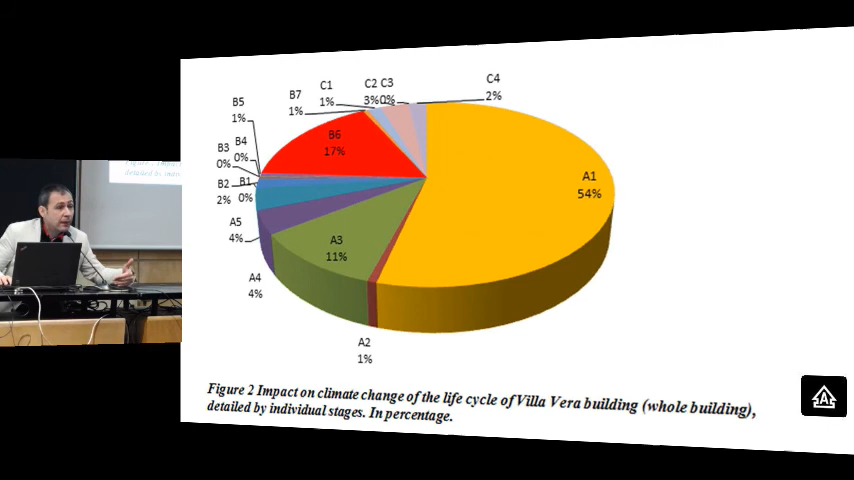 C4
2%
C2 C3
3% 0%
C1
1%
B7
1%
B5
1%
B6
17%
B4
0%
B3
0%
B1
0%
B2
2%
A1
54%
A5
4%
A3
11%
A4
4%
A2
1%
A
Figure 2 Impact on climate change of the life cycle of Villa Vera building (whole building),
detailed by individual stages. In percentage.